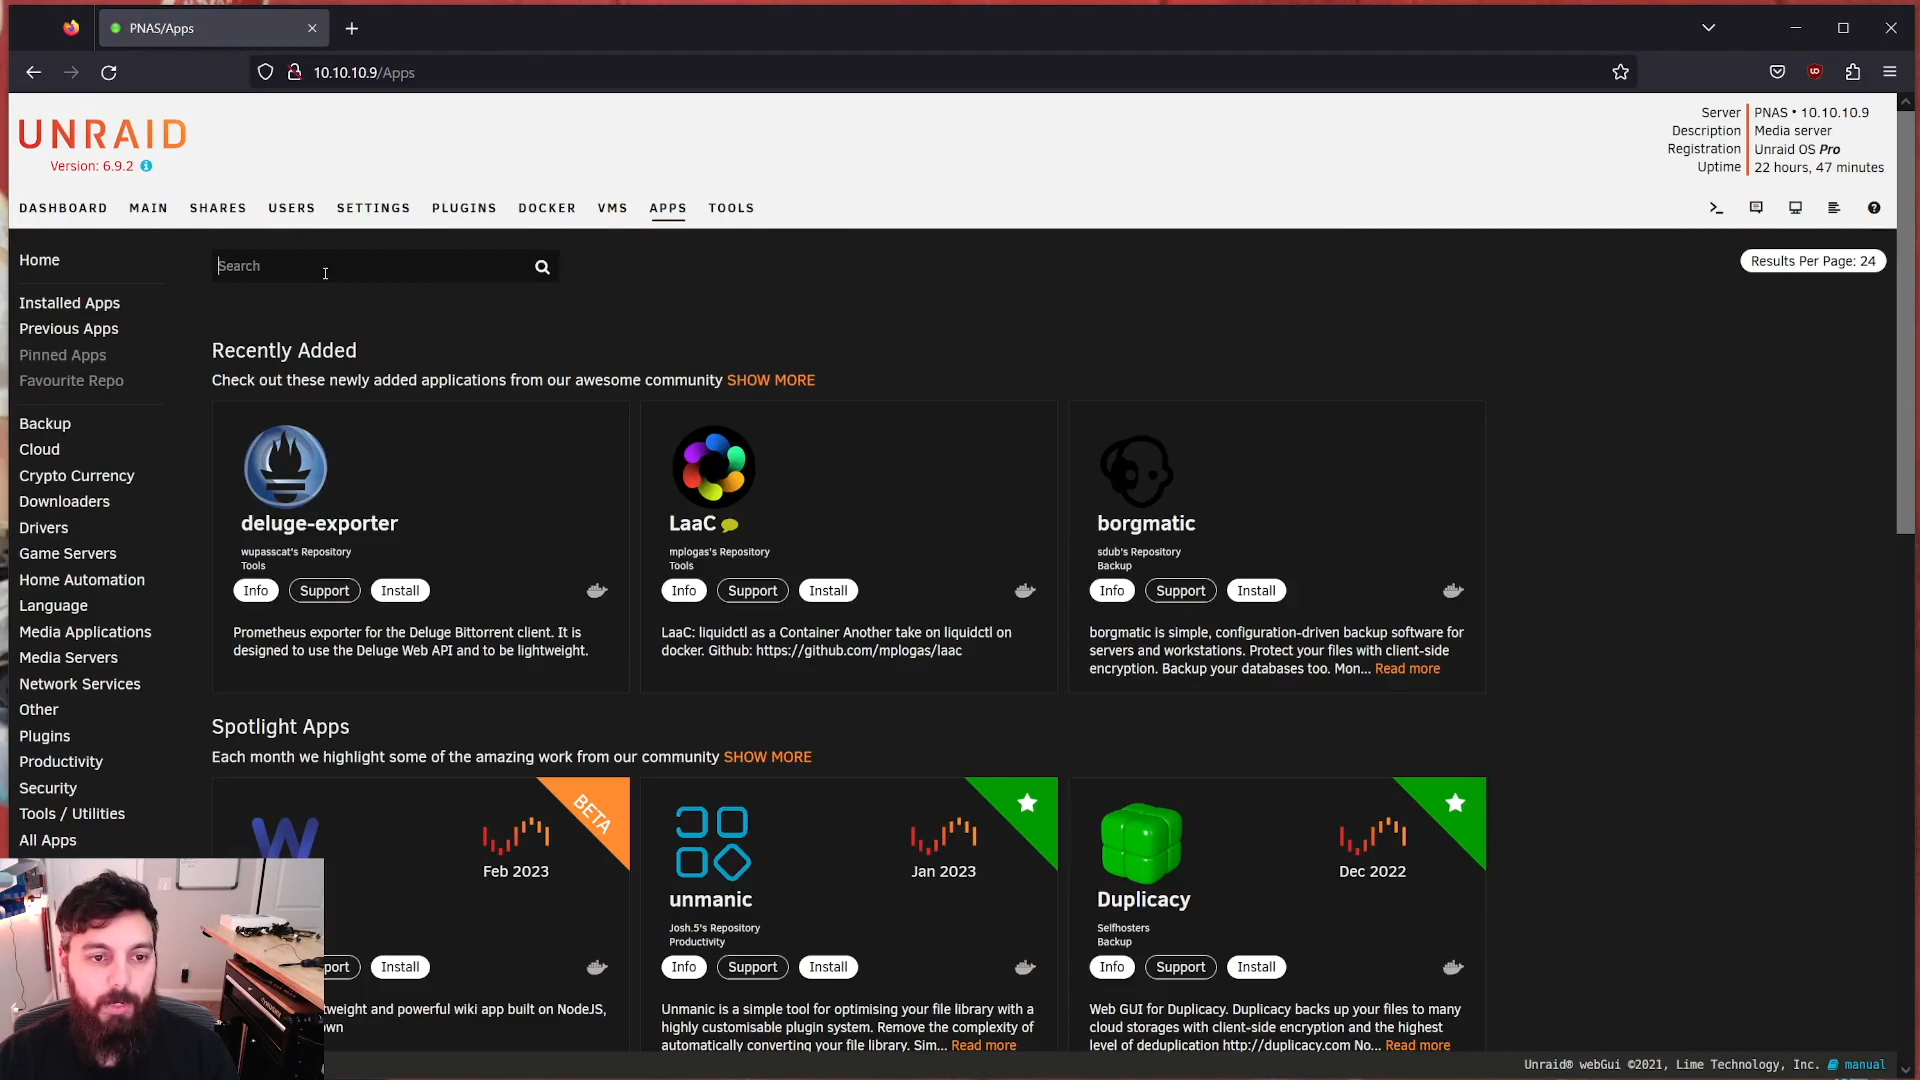 PNAS/Apps
10.10.10.9/Apps
UNRAID
Version: 6.9.2
Server PNAS • 10.10.10.9
Description Media server
Registration Unraid OS Pro
Uptime 22 hours, 47 minutes
DASHBOARD MAIN SHARES USERS SETTINGS PLUGINS DOCKER VMS APPS TOOLS
Home
Installed Apps
Previous Apps
Pinned Apps
Favourite Repo
Backup
Cloud
Crypto Currency
Downloaders
Drivers
Game Servers
Home Automation
Language
Media Applications
Media Servers
Network Services
Other
Plugins
Productivity
Security
Tools / Utilities
All Apps
Search
Results Per Page: 24
Recently Added
Check out these newly added applications from our awesome community SHOW MORE
deluge-exporter
wupasscat's Repository
Tools
Info Support Install
Prometheus exporter for the Deluge Bittorrent client. It is
designed to use the Deluge Web API and to be lightweight.
LaaC
mplogas's Repository
Tools
Info Support Install
LaaC: liquidctl as a Container Another take on liquidctl on
docker. Github: https://github.com/mplogas/laac
borgmatic
sdub's Repository
Backup
Info Support Install
borgmatic is simple, configuration-driven backup software for
servers and workstations. Protect your files with client-side
encryption. Backup your databases too. Mon... Read more
Spotlight Apps
Each month we highlight some of the amazing work from our community SHOW MORE
BETA
Feb 2023
port Install
tweight and powerful wiki app built on NodeJS,
own
Jan 2023
unmanic
Josh.5's Repository
Productivity
Info Support Install
Unmanic is a simple tool for optimising your file library with a
highly customisable plugin system. Remove the complexity of
automatically converting your file library. Sim... Read more
Dec 2022
Duplicacy
Selfhosters
Backup
Info Support Install
Web GUI for Duplicacy. Duplicacy backs up your files to many
cloud storages with client-side encryption and the highest
level of deduplication http://duplicacy.com No... Read more
Unraid® webGui ©2021, Lime Technology, Inc. manual